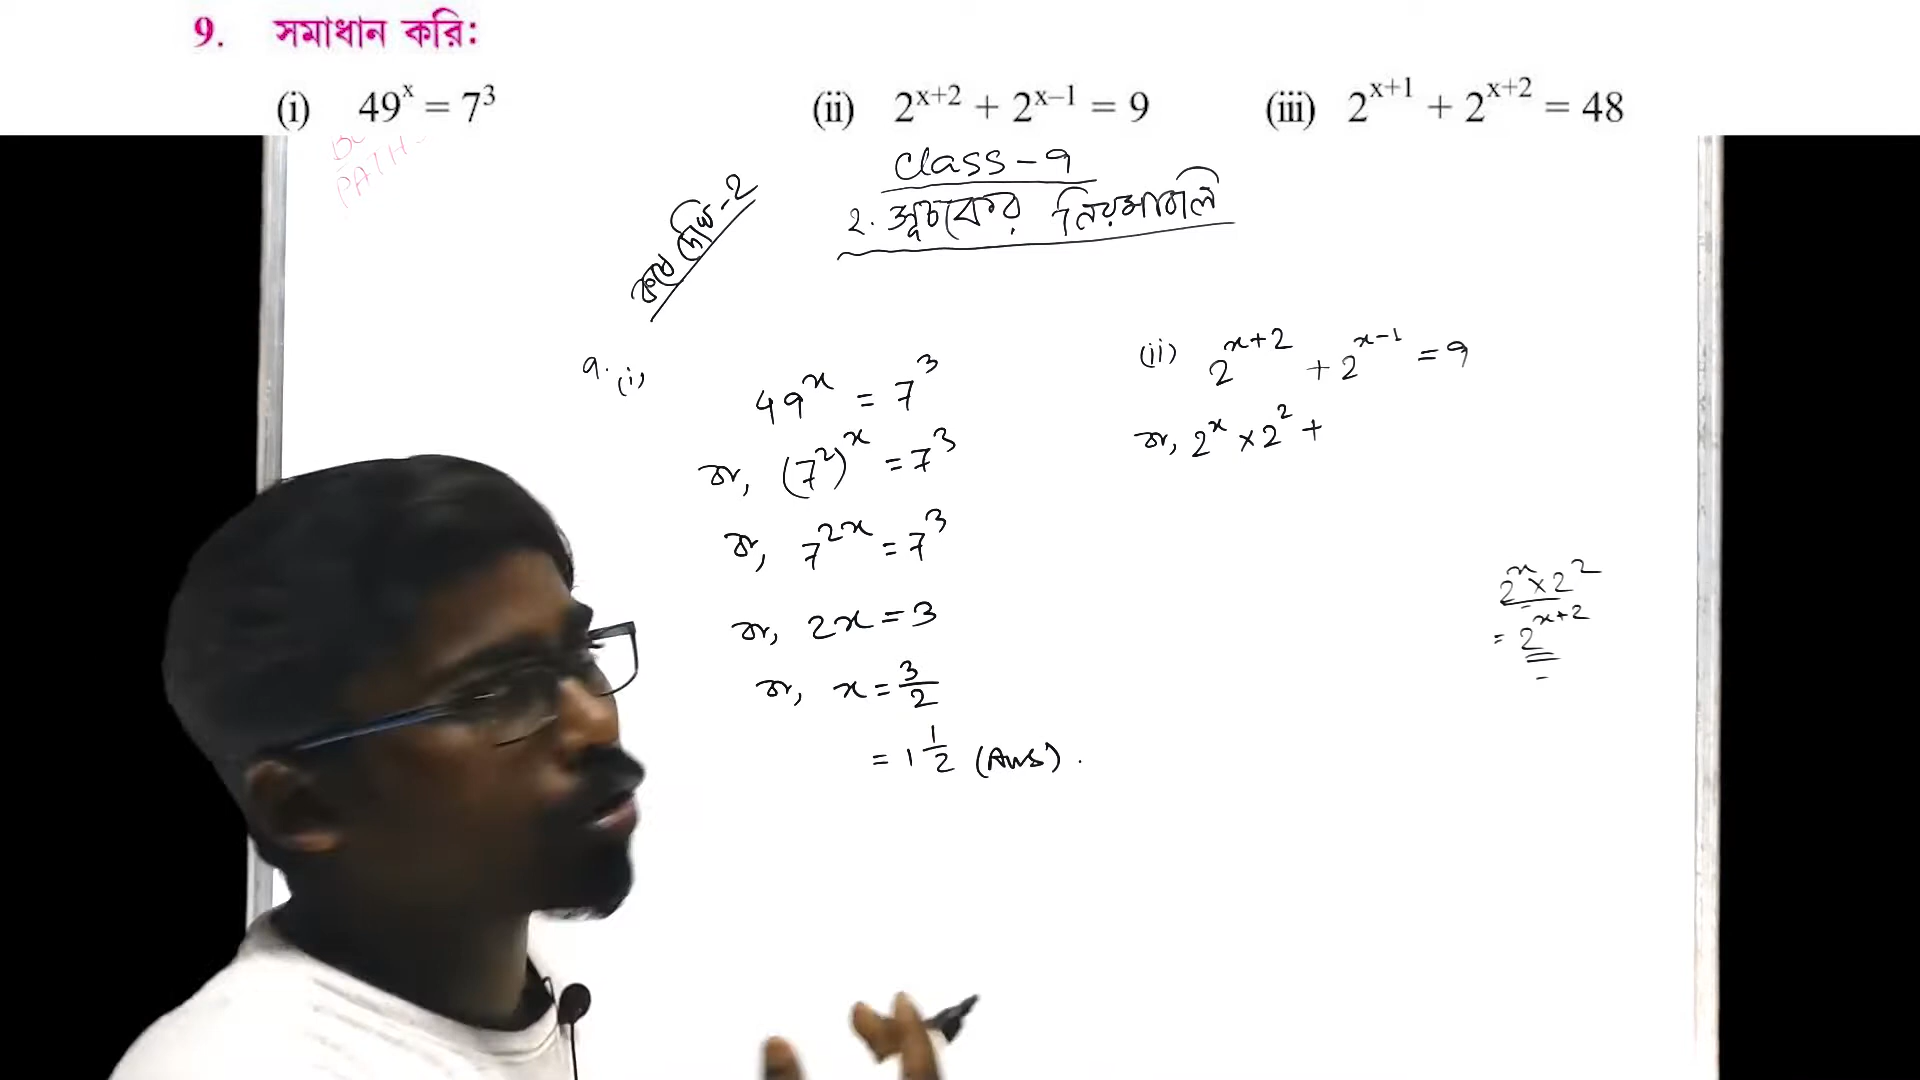 9. সমাধান করি:
(i) 49^x = 7^3 (ii) 2^{x+2} + 2^{x–1} = 9 (iii) 2^{x+1} + 2^{x+2} = 48
PATH-
Class-9
২. সূচকের নিয়মাবলি
কষে দেখি-2
9. (i)
49^x = 7^3
বা, (7^2)^x = 7^3
বা, 7^{2x} = 7^3
বা, 2x = 3
বা, x = 3/2
= 1 1/2 (Ans).
(ii) 2^{x+2} + 2^{x-1} = 9
বা, 2^x × 2^2 +
2^x × 2^2
= 2^{x+2}